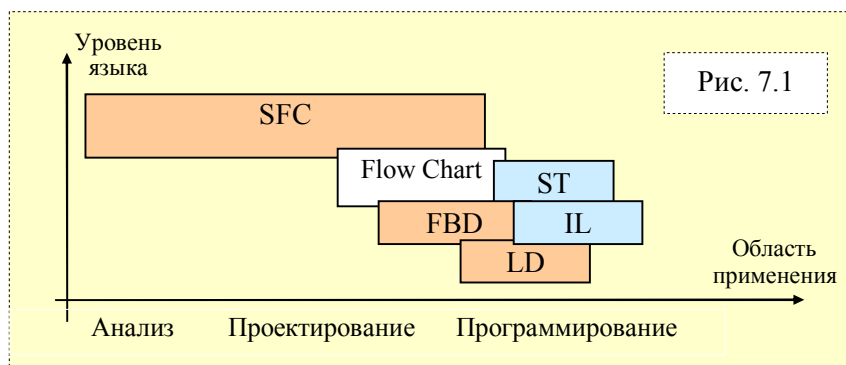 Уровень
языка
Рис. 7.1
SFC
Flow Chart
ST
FBD
IL
LD
Область
применения
Анализ Проектирование Программирование